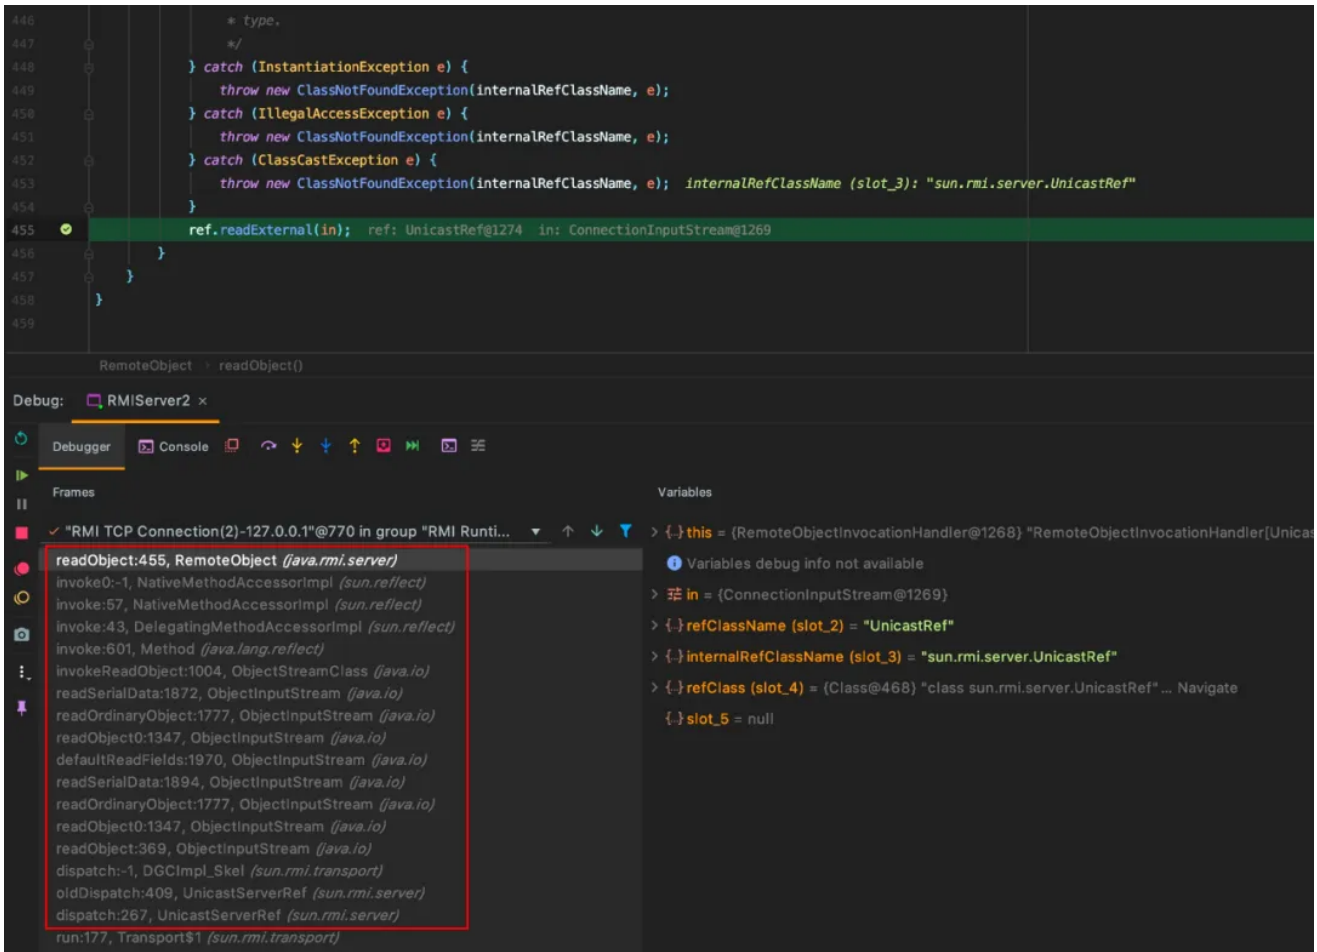 446 * type.
447 */
448 } catch (InstantiationException e) {
449 throw new ClassNotFoundException(internalRefClassName, e);
450 } catch (IllegalAccessException e) {
451 throw new ClassNotFoundException(internalRefClassName, e);
452 } catch (ClassCastException e) {
453 throw new ClassNotFoundException(internalRefClassName, e); internalRefClassName (slot_3): "sun.rmi.server.UnicastRef"
454 }
455 ref.readExternal(in); ref: UnicastRef@1274 in: ConnectionInputStream@1269
456 }
457 }
458 }
459
RemoteObject › readObject()
Debug: RMIServer2 ×
Debugger Console
Frames
"RMI TCP Connection(2)-127.0.0.1"@770 in group "RMI Runti...
readObject:455, RemoteObject (java.rmi.server)
invoke0:-1, NativeMethodAccessorImpl (sun.reflect)
invoke:57, NativeMethodAccessorImpl (sun.reflect)
invoke:43, DelegatingMethodAccessorImpl (sun.reflect)
invoke:601, Method (java.lang.reflect)
invokeReadObject:1004, ObjectStreamClass (java.io)
readSerialData:1872, ObjectInputStream (java.io)
readOrdinaryObject:1777, ObjectInputStream (java.io)
readObject0:1347, ObjectInputStream (java.io)
defaultReadFields:1970, ObjectInputStream (java.io)
readSerialData:1894, ObjectInputStream (java.io)
readOrdinaryObject:1777, ObjectInputStream (java.io)
readObject0:1347, ObjectInputStream (java.io)
readObject:369, ObjectInputStream (java.io)
dispatch:-1, DGCImpl_Skel (sun.rmi.transport)
oldDispatch:409, UnicastServerRef (sun.rmi.server)
dispatch:267, UnicastServerRef (sun.rmi.server)
run:177, Transport$1 (sun.rmi.transport)
Variables
this = {RemoteObjectInvocationHandler@1268} "RemoteObjectInvocationHandler[Unicas
Variables debug info not available
in = {ConnectionInputStream@1269}
refClassName (slot_2) = "UnicastRef"
internalRefClassName (slot_3) = "sun.rmi.server.UnicastRef"
refClass (slot_4) = {Class@468} "class sun.rmi.server.UnicastRef" ... Navigate
slot_5 = null